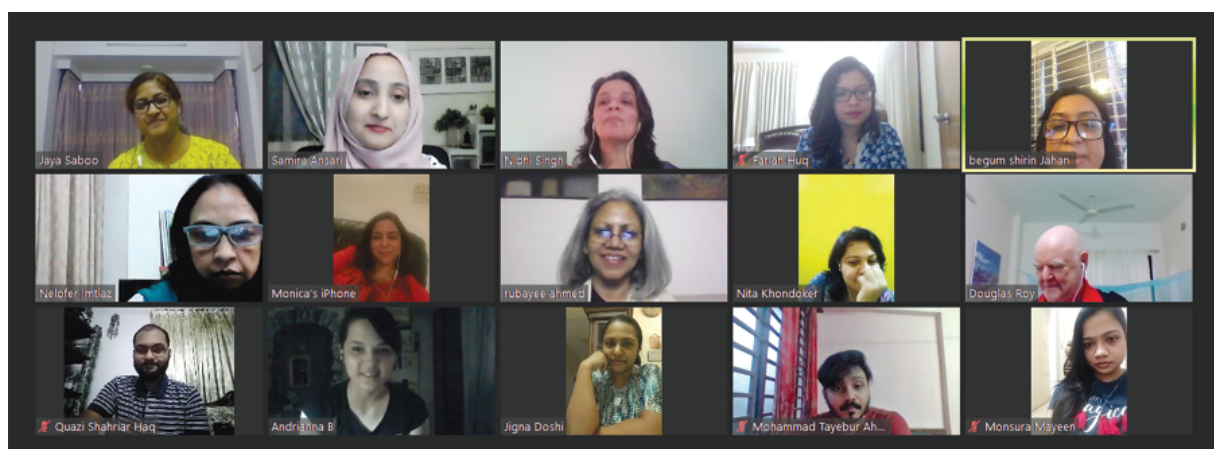 Jaya Saboo
Samira Ansari
Nidhi Singh
Fariah Huq
begum shirin Jahan
Nelofer Imtiaz
Monica's iPhone
rubayee ahmed
Nita Khondoker
Douglas Roy
Quazi Shahriar Haq
Andrianna B
Jigna Doshi
Mohammad Tayebur Ah...
Monsura Mayeen